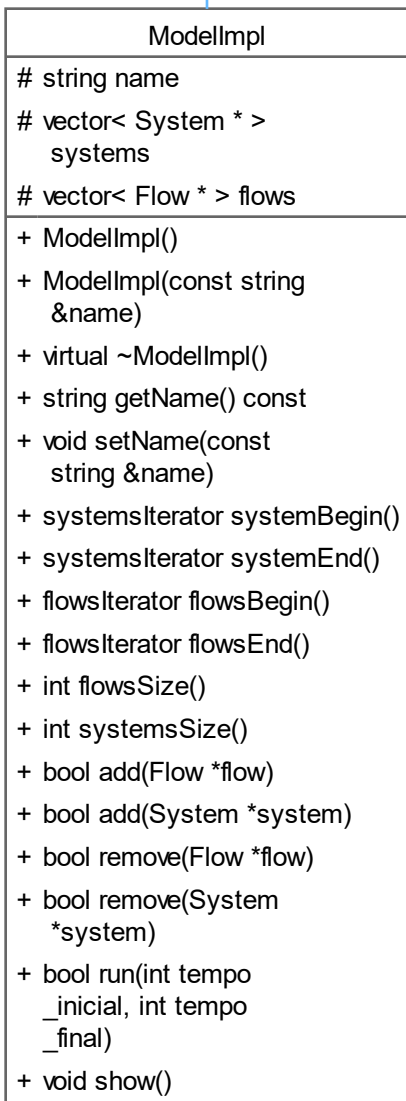 ModelImpl
# string name
# vector< System * >
systems
# vector< Flow * > flows
+ ModelImpl()
+ ModelImpl(const string
&name)
+ virtual ~ModelImpl()
+ string getName() const
+ void setName(const
string &name)
+ systemsIterator systemBegin()
+ systemsIterator systemEnd()
+ flowsIterator flowsBegin()
+ flowsIterator flowsEnd()
+ int flowsSize()
+ int systemsSize()
+ bool add(Flow *flow)
+ bool add(System *system)
+ bool remove(Flow *flow)
+ bool remove(System
*system)
+ bool run(int tempo
_inicial, int tempo
_final)
+ void show()